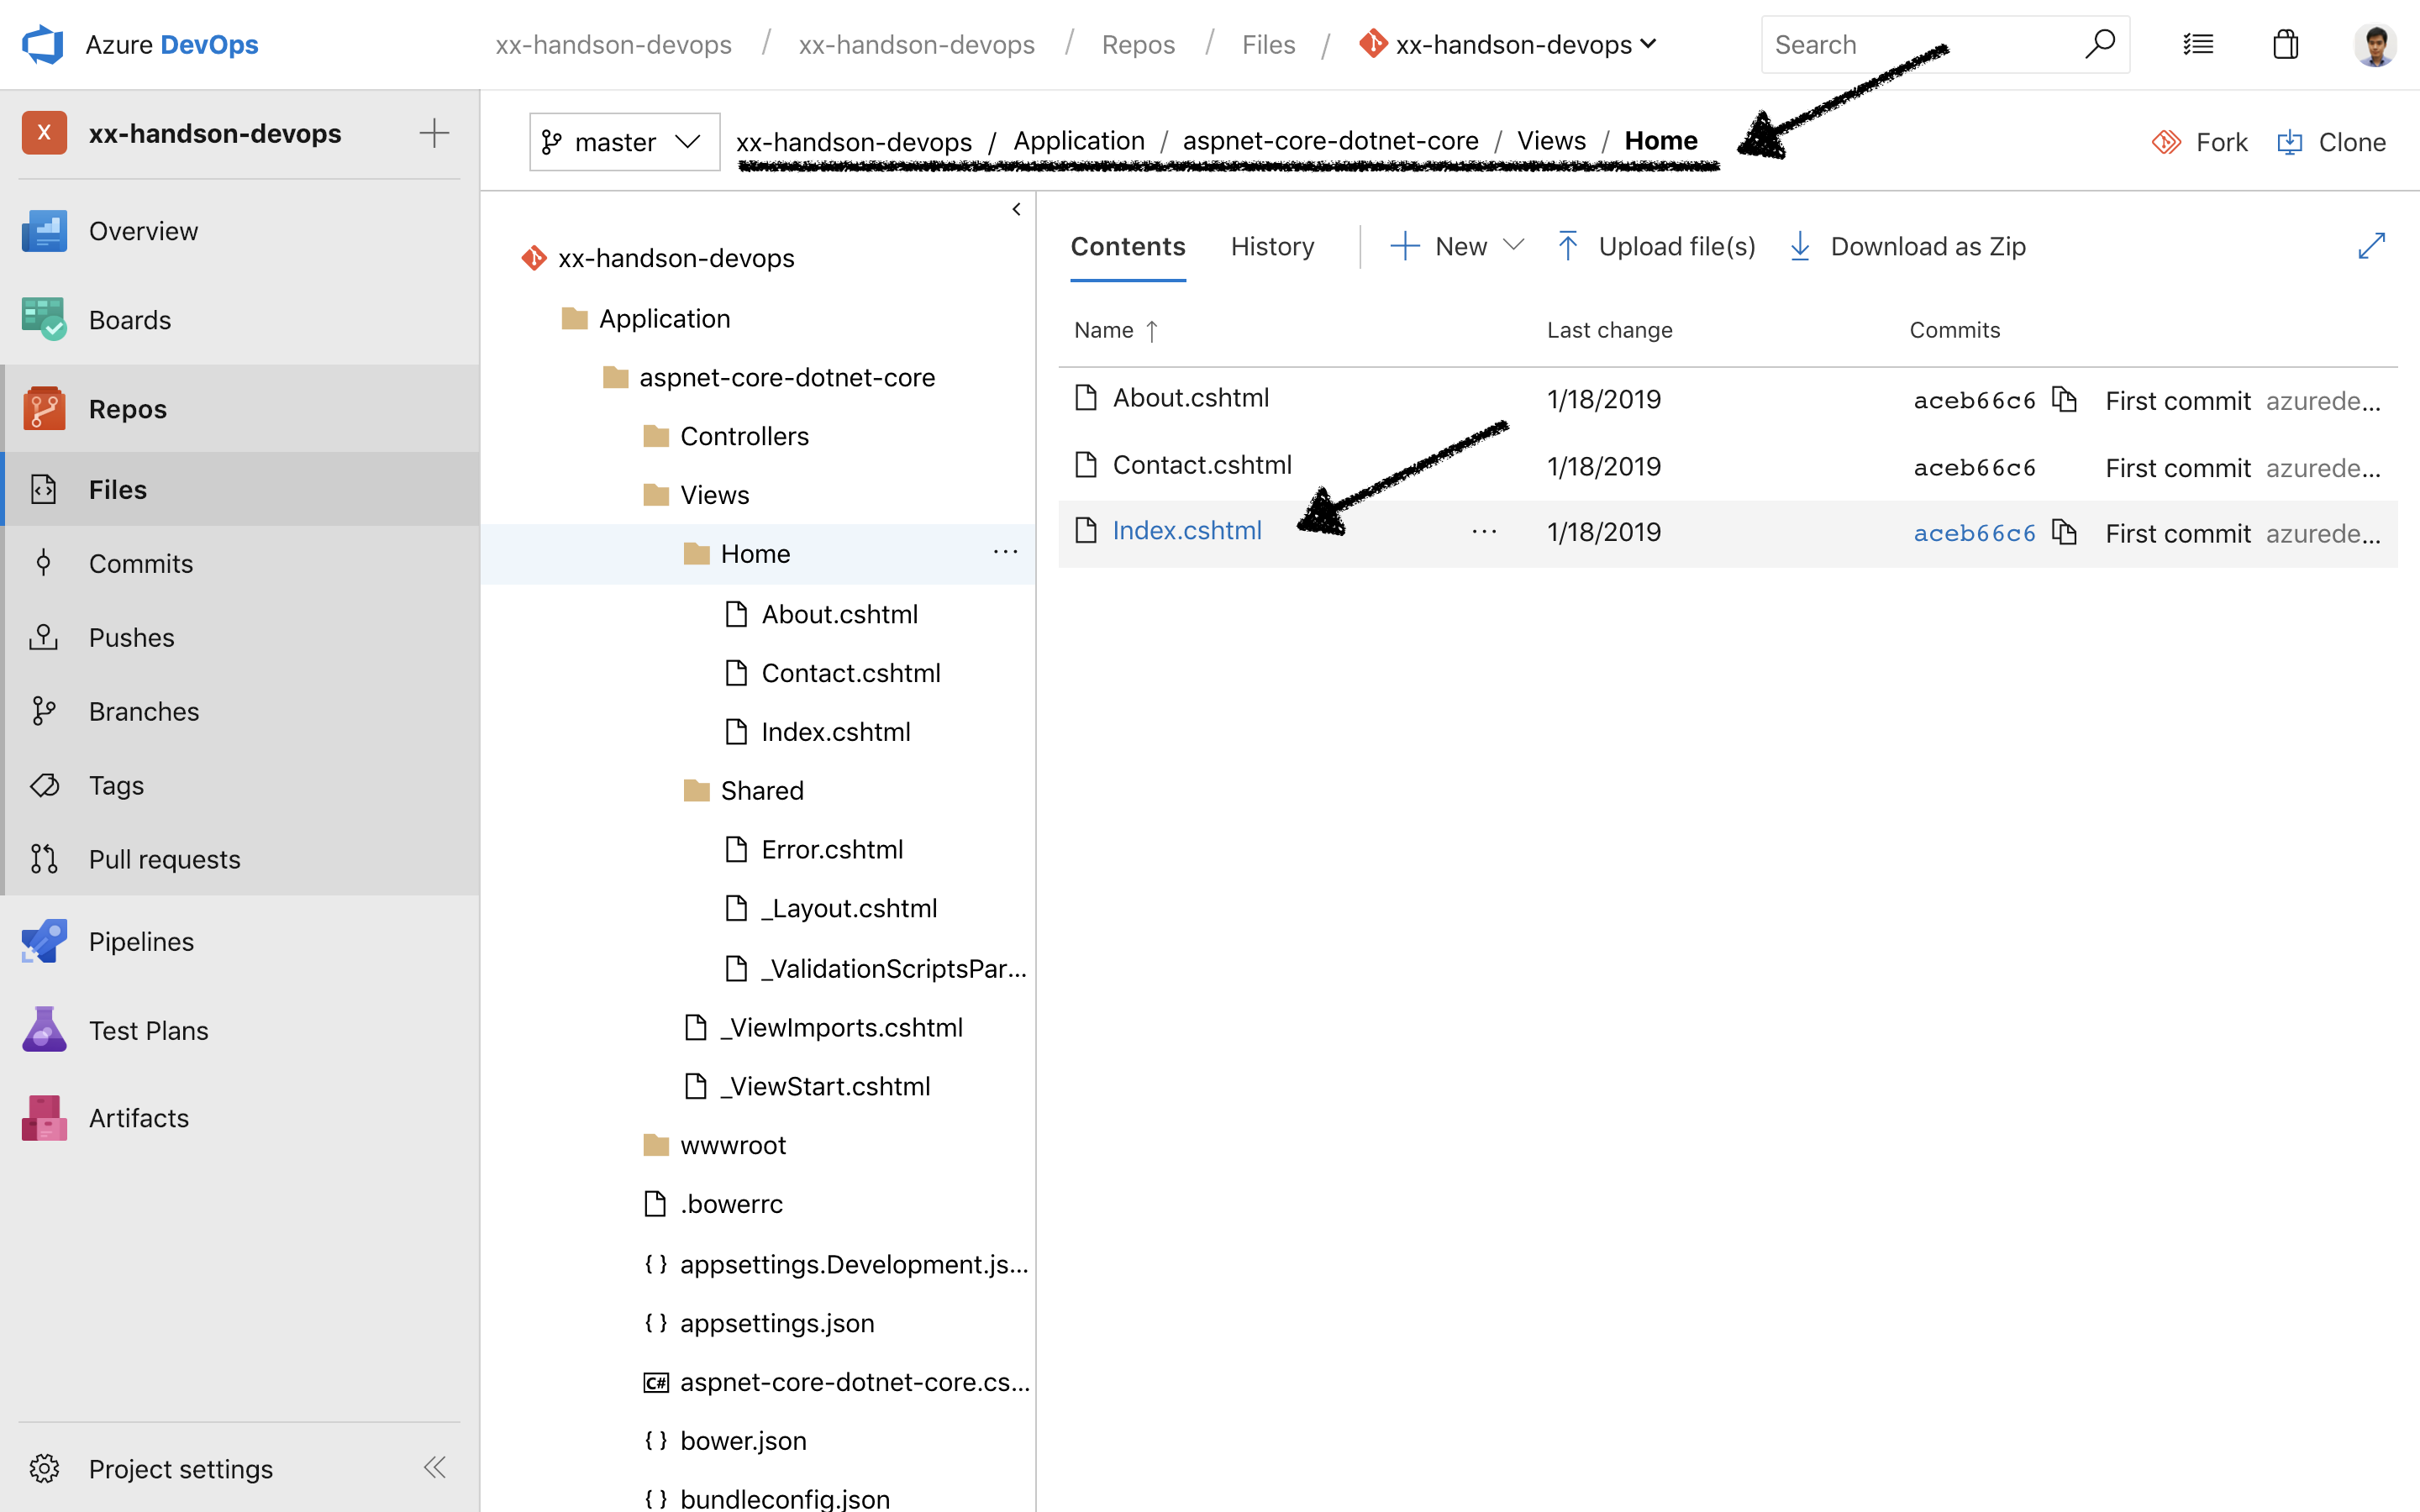 Azure DevOps
xx-handson-devops / xx-handson-devops / Repos / Files / xx-handson-devops
Search
X xx-handson-devops
Overview
Boards
Repos
Files
Commits
Pushes
Branches
Tags
Pull requests
Pipelines
Test Plans
Artifacts
Project settings
master xx-handson-devops / Application / aspnet-core-dotnet-core / Views / Home
Fork Clone
xx-handson-devops
Application
aspnet-core-dotnet-core
Controllers
Views
Home ...
About.cshtml
Contact.cshtml
Index.cshtml
Shared
Error.cshtml
_Layout.cshtml
_ValidationScriptsPar...
_ViewImports.cshtml
_ViewStart.cshtml
wwwroot
.bowerrc
{ } appsettings.Development.js...
{ } appsettings.json
C# aspnet-core-dotnet-core.cs...
{ } bower.json
{ } bundleconfig.json
Contents History New Upload file(s) Download as Zip
Name ↑ Last change Commits
About.cshtml 1/18/2019 aceb66c6 First commit azurede...
Contact.cshtml 1/18/2019 aceb66c6 First commit azurede...
Index.cshtml ... 1/18/2019 aceb66c6 First commit azurede...